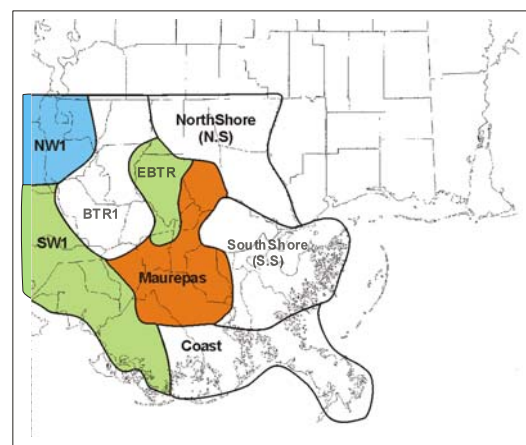 NorthShore
(N.S)
NW1
EBTR
BTR1
SW1
SouthShore
(S.S)
Maurepas
Coast